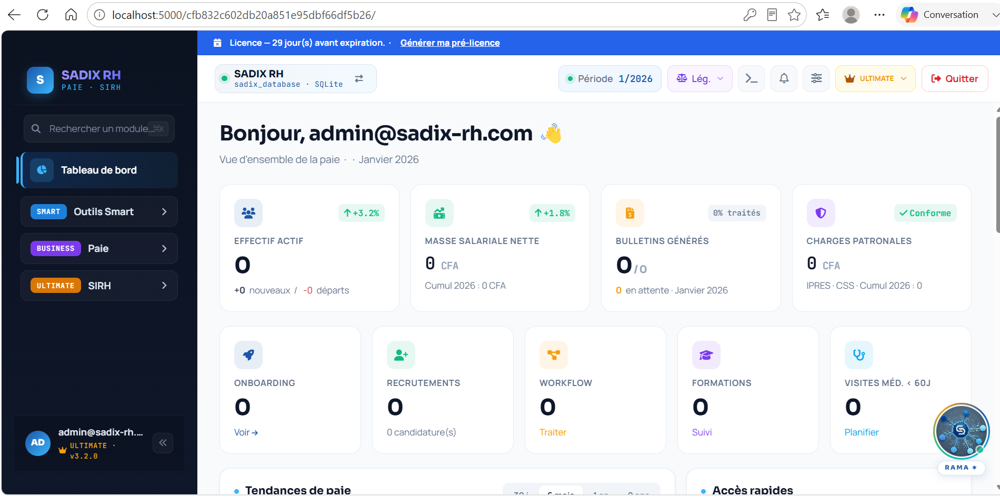 localhost:5000/cfb832c602db20a851e95dbf66df5b26/
Conversation
Licence — 29 jour(s) avant expiration. · Générer ma pré-licence
S
SADIX RH
PAIE · SIRH
SADIX RH
sadix_database · SQLite
Période 1/2026
Lég.
ULTIMATE
Quitter
Rechercher un module... ⌘K
Tableau de bord
SMART Outils Smart
BUSINESS Paie
ULTIMATE SIRH
Bonjour, admin@sadix-rh.com 👋
Vue d'ensemble de la paie · · Janvier 2026
+3.2%
EFFECTIF ACTIF
0
+0 nouveaux / -0 départs
+1.8%
MASSE SALARIALE NETTE
0 CFA
Cumul 2026 : 0 CFA
0% traités
BULLETINS GÉNÉRÉS
0/0
0 en attente · Janvier 2026
Conforme
CHARGES PATRONALES
0 CFA
IPRES · CSS · Cumul 2026 : 0
ONBOARDING
0
Voir →
RECRUTEMENTS
0
0 candidature(s)
WORKFLOW
0
Traiter
FORMATIONS
0
Suivi
VISITES MÉD. < 60J
0
Planifier
RAMA ✶
AD
admin@sadix-rh....
ULTIMATE ·
v3.2.0
Tendances de paie
6 mois
Accès rapides